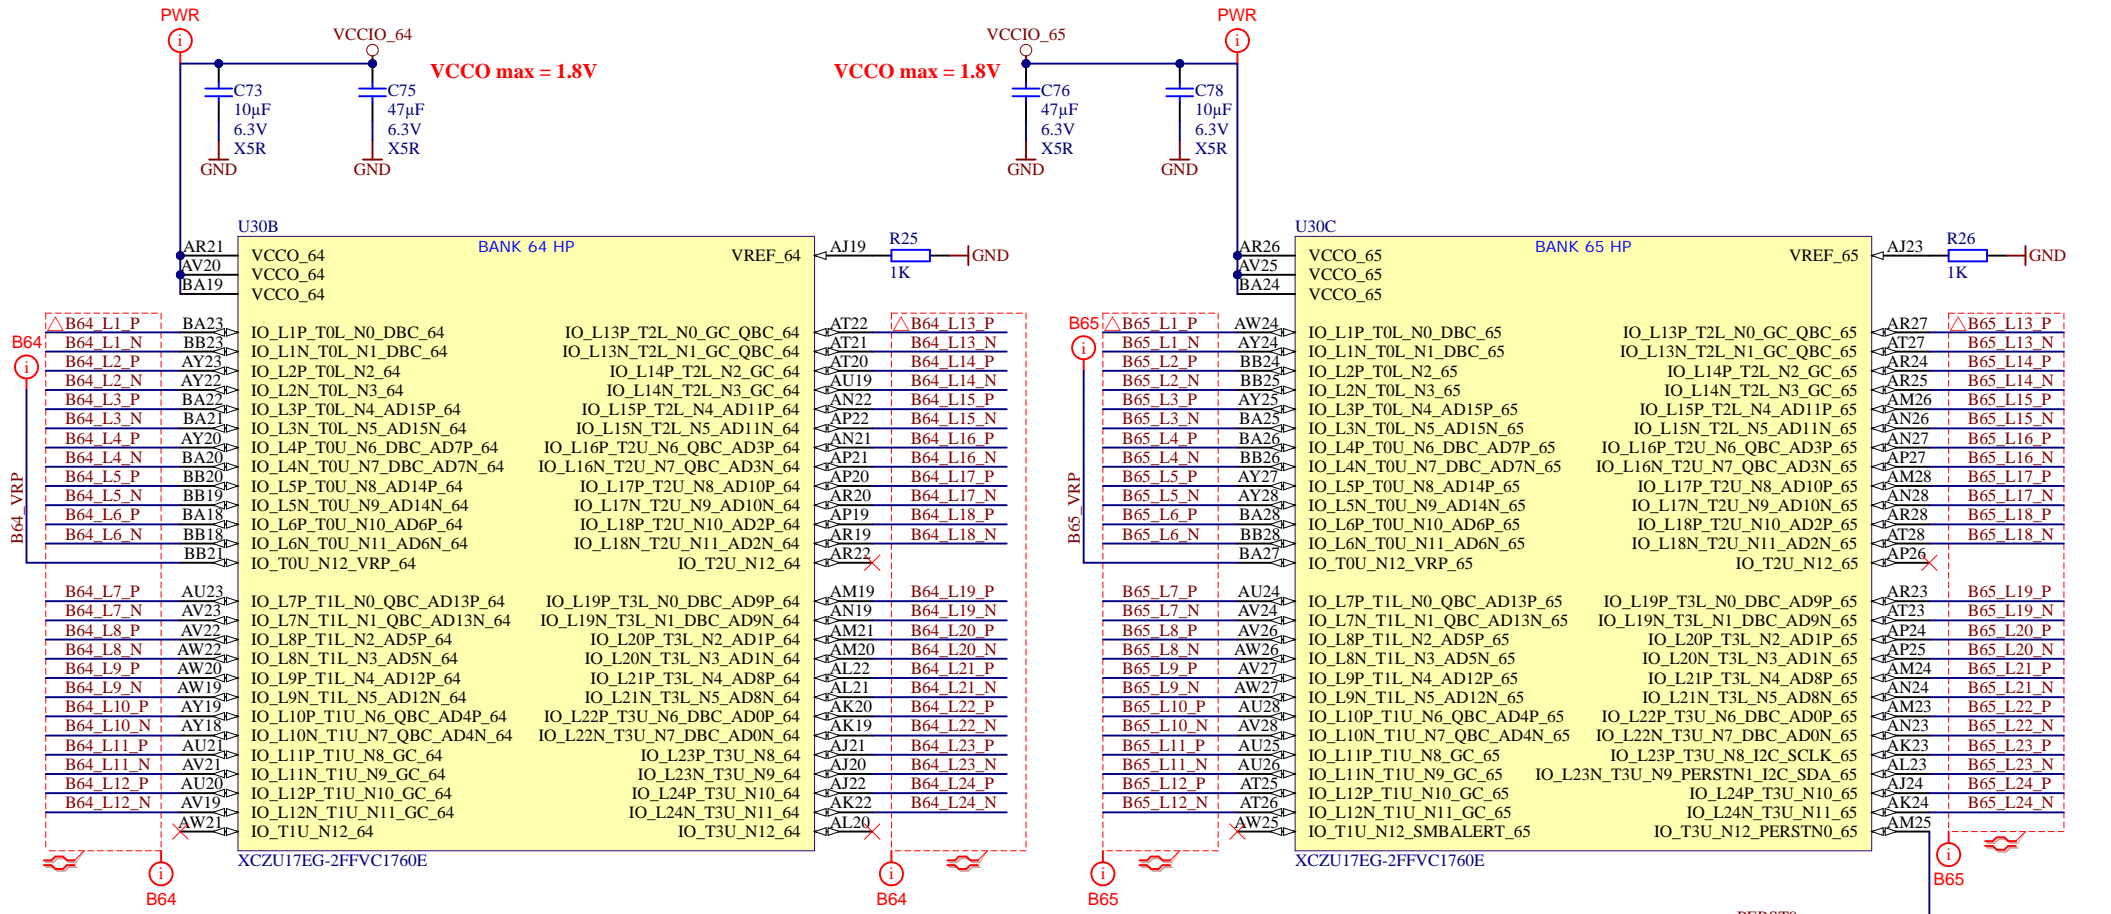 PWR
VCCIO_64
VCCO max = 1.8V
C73
10µF
6.3V
X5R
GND
C75
47µF
6.3V
X5R
GND
U30B
BANK 64 HP
AR21 VCCO_64
AV20 VCCO_64
BA19 VCCO_64
VREF_64 AJ19
R25
1K
GND
B64
B64_VRP
B64_L1_P BA23 IO_L1P_T0L_N0_DBC_64
B64_L1_N BB23 IO_L1N_T0L_N1_DBC_64
B64_L2_P AY23 IO_L2P_T0L_N2_64
B64_L2_N AY22 IO_L2N_T0L_N3_64
B64_L3_P BA22 IO_L3P_T0L_N4_AD15P_64
B64_L3_N BA21 IO_L3N_T0L_N5_AD15N_64
B64_L4_P AY20 IO_L4P_T0U_N6_DBC_AD7P_64
B64_L4_N BA20 IO_L4N_T0U_N7_DBC_AD7N_64
B64_L5_P BB20 IO_L5P_T0U_N8_AD14P_64
B64_L5_N BB19 IO_L5N_T0U_N9_AD14N_64
B64_L6_P BA18 IO_L6P_T0U_N10_AD6P_64
B64_L6_N BB18 IO_L6N_T0U_N11_AD6N_64
BB21 IO_T0U_N12_VRP_64
B64_L7_P AU23 IO_L7P_T1L_N0_QBC_AD13P_64
B64_L7_N AV23 IO_L7N_T1L_N1_QBC_AD13N_64
B64_L8_P AV22 IO_L8P_T1L_N2_AD5P_64
B64_L8_N AW22 IO_L8N_T1L_N3_AD5N_64
B64_L9_P AW20 IO_L9P_T1L_N4_AD12P_64
B64_L9_N AW19 IO_L9N_T1L_N5_AD12N_64
B64_L10_P AY19 IO_L10P_T1U_N6_QBC_AD4P_64
B64_L10_N AY18 IO_L10N_T1U_N7_QBC_AD4N_64
B64_L11_P AU21 IO_L11P_T1U_N8_GC_64
B64_L11_N AV21 IO_L11N_T1U_N9_GC_64
B64_L12_P AU20 IO_L12P_T1U_N10_GC_64
B64_L12_N AV19 IO_L12N_T1U_N11_GC_64
AW21 IO_T1U_N12_64
IO_L13P_T2L_N0_GC_QBC_64 AT22 B64_L13_P
IO_L13N_T2L_N1_GC_QBC_64 AT21 B64_L13_N
IO_L14P_T2L_N2_GC_64 AT20 B64_L14_P
IO_L14N_T2L_N3_GC_64 AU19 B64_L14_N
IO_L15P_T2L_N4_AD11P_64 AN22 B64_L15_P
IO_L15N_T2L_N5_AD11N_64 AP22 B64_L15_N
IO_L16P_T2U_N6_QBC_AD3P_64 AN21 B64_L16_P
IO_L16N_T2U_N7_QBC_AD3N_64 AP21 B64_L16_N
IO_L17P_T2U_N8_AD10P_64 AP20 B64_L17_P
IO_L17N_T2U_N9_AD10N_64 AR20 B64_L17_N
IO_L18P_T2U_N10_AD2P_64 AP19 B64_L18_P
IO_L18N_T2U_N11_AD2N_64 AR19 B64_L18_N
IO_T2U_N12_64 AR22
IO_L19P_T3L_N0_DBC_AD9P_64 AM19 B64_L19_P
IO_L19N_T3L_N1_DBC_AD9N_64 AN19 B64_L19_N
IO_L20P_T3L_N2_AD1P_64 AM21 B64_L20_P
IO_L20N_T3L_N3_AD1N_64 AM20 B64_L20_N
IO_L21P_T3L_N4_AD8P_64 AL22 B64_L21_P
IO_L21N_T3L_N5_AD8N_64 AL21 B64_L21_N
IO_L22P_T3U_N6_DBC_AD0P_64 AK20 B64_L22_P
IO_L22N_T3U_N7_DBC_AD0N_64 AK19 B64_L22_N
IO_L23P_T3U_N8_64 AJ21 B64_L23_P
IO_L23N_T3U_N9_64 AJ20 B64_L23_N
IO_L24P_T3U_N10_64 AJ22 B64_L24_P
IO_L24N_T3U_N11_64 AK22 B64_L24_N
IO_T3U_N12_64 AL20
XCZU17EG-2FFVC1760E
B64
B64
VCCIO_65
PWR
VCCO max = 1.8V
C76
47µF
6.3V
X5R
GND
C78
10µF
6.3V
X5R
GND
U30C
BANK 65 HP
AR26 VCCO_65
AV25 VCCO_65
BA24 VCCO_65
VREF_65 AJ23
R26
1K
GND
B65
B65_VRP
B65_L1_P AW24 IO_L1P_T0L_N0_DBC_65
B65_L1_N AY24 IO_L1N_T0L_N1_DBC_65
B65_L2_P BB24 IO_L2P_T0L_N2_65
B65_L2_N BB25 IO_L2N_T0L_N3_65
B65_L3_P AY25 IO_L3P_T0L_N4_AD15P_65
B65_L3_N BA25 IO_L3N_T0L_N5_AD15N_65
B65_L4_P BA26 IO_L4P_T0U_N6_DBC_AD7P_65
B65_L4_N BB26 IO_L4N_T0U_N7_DBC_AD7N_65
B65_L5_P AY27 IO_L5P_T0U_N8_AD14P_65
B65_L5_N AY28 IO_L5N_T0U_N9_AD14N_65
B65_L6_P BA28 IO_L6P_T0U_N10_AD6P_65
B65_L6_N BB28 IO_L6N_T0U_N11_AD6N_65
BA27 IO_T0U_N12_VRP_65
B65_L7_P AU24 IO_L7P_T1L_N0_QBC_AD13P_65
B65_L7_N AV24 IO_L7N_T1L_N1_QBC_AD13N_65
B65_L8_P AV26 IO_L8P_T1L_N2_AD5P_65
B65_L8_N AW26 IO_L8N_T1L_N3_AD5N_65
B65_L9_P AV27 IO_L9P_T1L_N4_AD12P_65
B65_L9_N AW27 IO_L9N_T1L_N5_AD12N_65
B65_L10_P AU28 IO_L10P_T1U_N6_QBC_AD4P_65
B65_L10_N AV28 IO_L10N_T1U_N7_QBC_AD4N_65
B65_L11_P AU25 IO_L11P_T1U_N8_GC_65
B65_L11_N AU26 IO_L11N_T1U_N9_GC_65
B65_L12_P AT25 IO_L12P_T1U_N10_GC_65
B65_L12_N AT26 IO_L12N_T1U_N11_GC_65
AW25 IO_T1U_N12_SMBALERT_65
IO_L13P_T2L_N0_GC_QBC_65 AR27 B65_L13_P
IO_L13N_T2L_N1_GC_QBC_65 AT27 B65_L13_N
IO_L14P_T2L_N2_GC_65 AR24 B65_L14_P
IO_L14N_T2L_N3_GC_65 AR25 B65_L14_N
IO_L15P_T2L_N4_AD11P_65 AM26 B65_L15_P
IO_L15N_T2L_N5_AD11N_65 AN26 B65_L15_N
IO_L16P_T2U_N6_QBC_AD3P_65 AN27 B65_L16_P
IO_L16N_T2U_N7_QBC_AD3N_65 AP27 B65_L16_N
IO_L17P_T2U_N8_AD10P_65 AM28 B65_L17_P
IO_L17N_T2U_N9_AD10N_65 AN28 B65_L17_N
IO_L18P_T2U_N10_AD2P_65 AR28 B65_L18_P
IO_L18N_T2U_N11_AD2N_65 AT28 B65_L18_N
IO_T2U_N12_65 AP26
IO_L19P_T3L_N0_DBC_AD9P_65 AR23 B65_L19_P
IO_L19N_T3L_N1_DBC_AD9N_65 AT23 B65_L19_N
IO_L20P_T3L_N2_AD1P_65 AP24 B65_L20_P
IO_L20N_T3L_N3_AD1N_65 AP25 B65_L20_N
IO_L21P_T3L_N4_AD8P_65 AM24 B65_L21_P
IO_L21N_T3L_N5_AD8N_65 AN24 B65_L21_N
IO_L22P_T3U_N6_DBC_AD0P_65 AM23 B65_L22_P
IO_L22N_T3U_N7_DBC_AD0N_65 AN23 B65_L22_N
IO_L23P_T3U_N8_I2C_SCLK_65 AK23 B65_L23_P
IO_L23N_T3U_N9_PERSTN1_I2C_SDA_65 AL23 B65_L23_N
IO_L24P_T3U_N10_65 AJ24 B65_L24_P
IO_L24N_T3U_N11_65 AK24 B65_L24_N
IO_T3U_N12_PERSTN0_65 AM25
XCZU17EG-2FFVC1760E
B65
B65